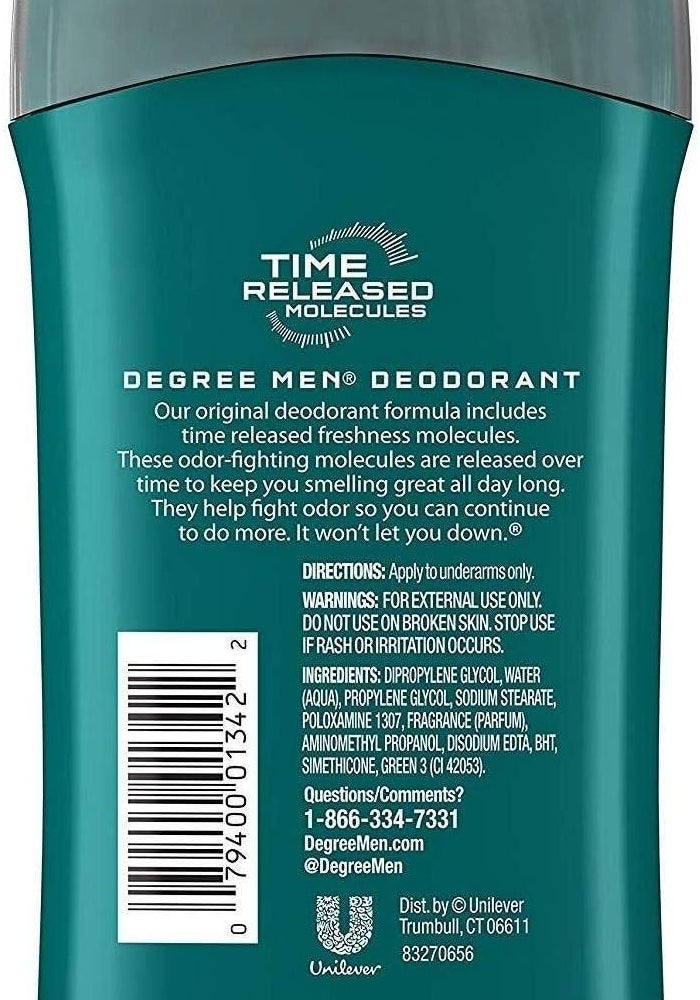 TIME
RELEASED
MOLECULES
DEGREE MEN® DEODORANT
Our original deodorant formula includes
time released freshness molecules.
These odor-fighting molecules are released over
time to keep you smelling great all day long.
They help fight odor so you can continue
to do more. It won't let you down.®
DIRECTIONS: Apply to underarms only.
WARNINGS: FOR EXTERNAL USE ONLY.
DO NOT USE ON BROKEN SKIN. STOP USE
IF RASH OR IRRITATION OCCURS.
INGREDIENTS: DIPROPYLENE GLYCOL, WATER
(AQUA), PROPYLENE GLYCOL, SODIUM STEARATE,
POLOXAMINE 1307, FRAGRANCE (PARFUM),
AMINOMETHYL PROPANOL, DISODIUM EDTA, BHT,
SIMETHICONE, GREEN 3 (CI 42053).
Questions/Comments?
1-866-334-7331
DegreeMen.com
@DegreeMen
0 79400 01342 2
Unilever
Dist. by © Unilever
Trumbull, CT 06611
83270656